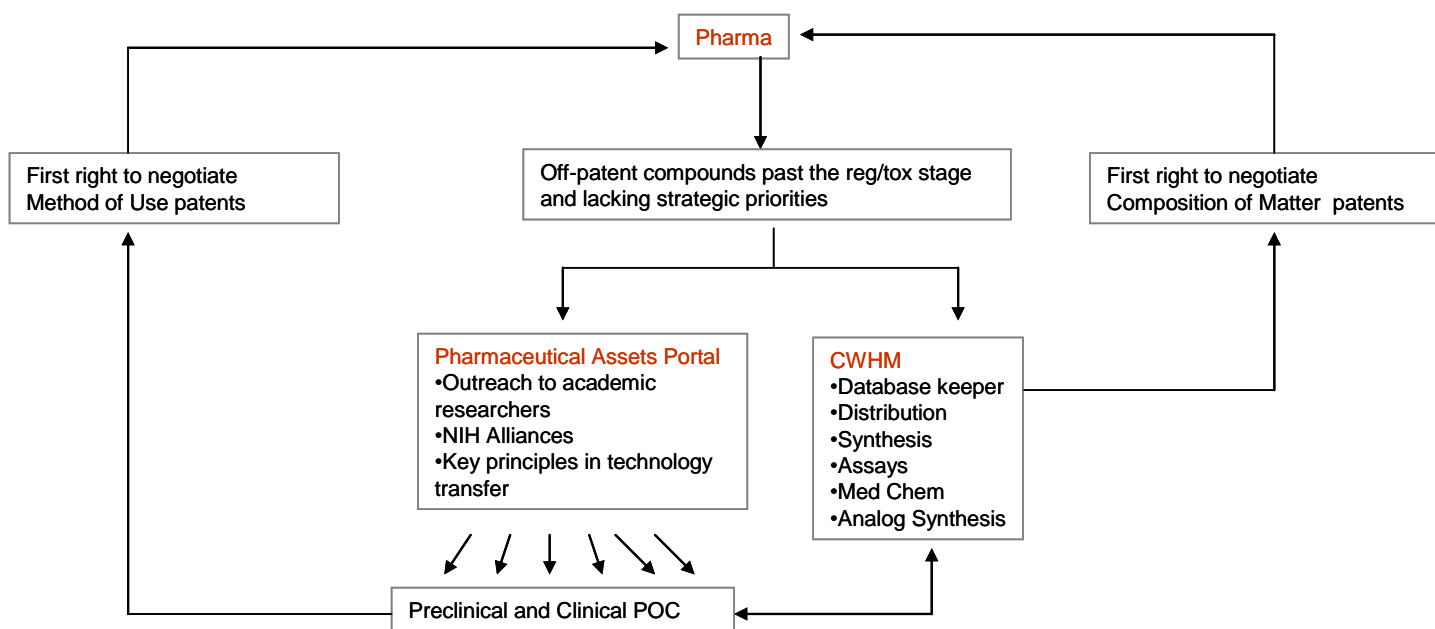 Pharma
First right to negotiate
Method of Use patents
Off-patent compounds past the reg/tox stage
and lacking strategic priorities
First right to negotiate
Composition of Matter patents
Pharmaceutical Assets Portal
•Outreach to academic
researchers
•NIH Alliances
•Key principles in technology
transfer
CWHM
•Database keeper
•Distribution
•Synthesis
•Assays
•Med Chem
•Analog Synthesis
Preclinical and Clinical POC